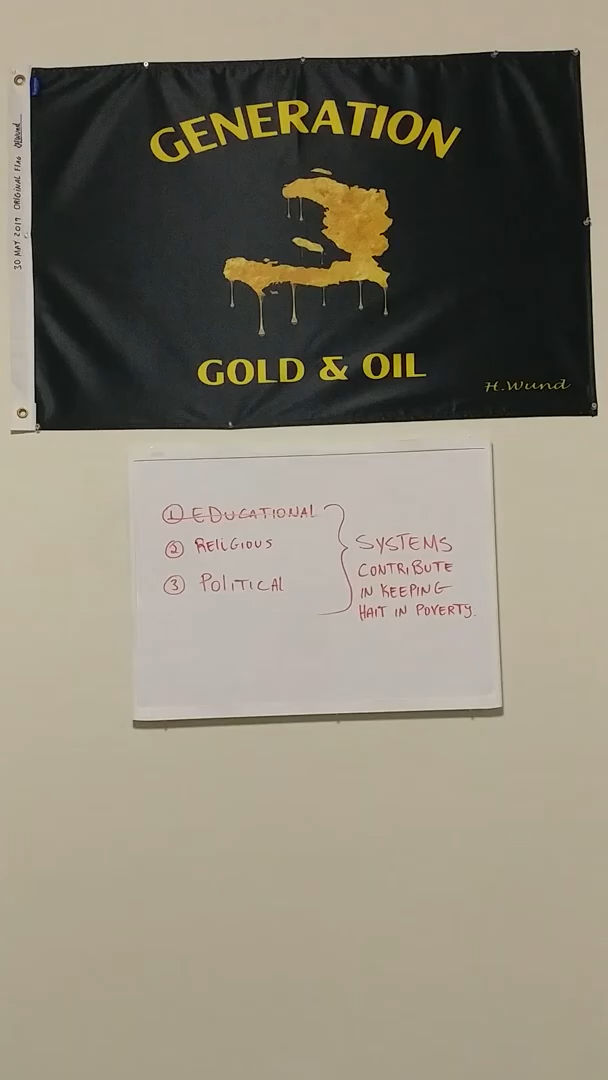 GENERATION
GOLD & OIL
H.Wund
30 MAY 2019 ORIGINAL FLAG
① EDUCATIONAL
② RELIGIOUS
③ POLITICAL
SYSTEMS
CONTRIBUTE
IN KEEPING
HAIT IN POVERTY.